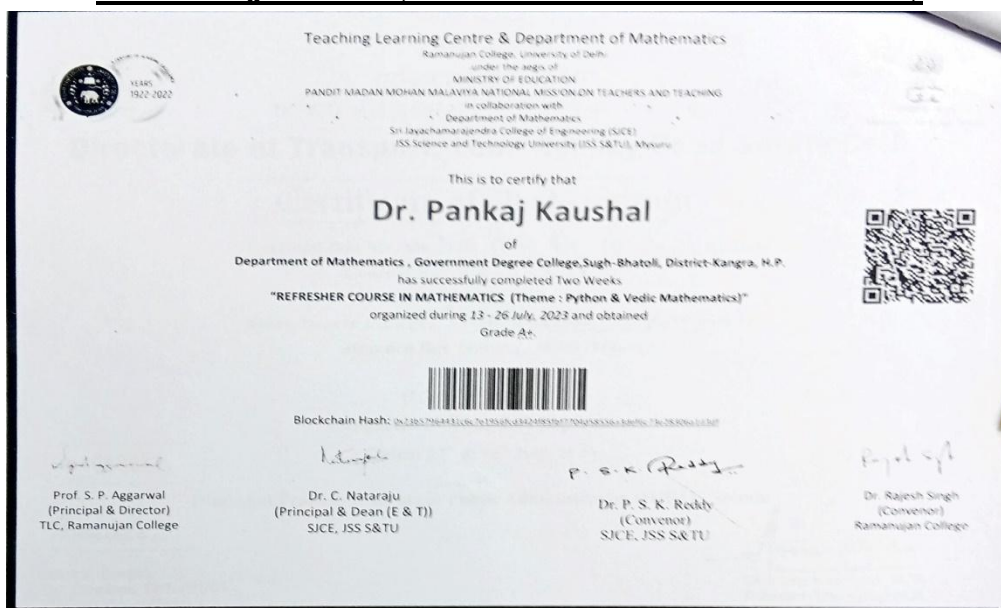 Teaching Learning Centre & Department of Mathematics
Ramanujan College, University of Delhi
under the aegis of
MINISTRY OF EDUCATION
PANDIT MADAN MOHAN MALAVIYA NATIONAL MISSION ON TEACHERS AND TEACHING
in collaboration with
Department of Mathematics
Sri Jayachamarajendra College of Engineering (SJCE)
JSS Science and Technology University (JSS S&TU), Mysuru
YEARS
1922-2022
This is to certify that
Dr. Pankaj Kaushal
of
Department of Mathematics , Government Degree College,Sugh-Bhatoli, District-Kangra, H.P.
has successfully completed Two Weeks
"REFRESHER COURSE IN MATHEMATICS (Theme : Python & Vedic Mathematics)"
organized during 13 - 26 July, 2023 and obtained
Grade A+.
Blockchain Hash:
P. S. K. Reddy
Prof. S. P. Aggarwal
(Principal & Director)
TLC, Ramanujan College
Dr. C. Nataraju
(Principal & Dean (E & T))
SJCE, JSS S&TU
Dr. P. S. K. Reddy
(Convenor)
SJCE, JSS S&TU
Dr. Rajesh Singh
(Convenor)
Ramanujan College